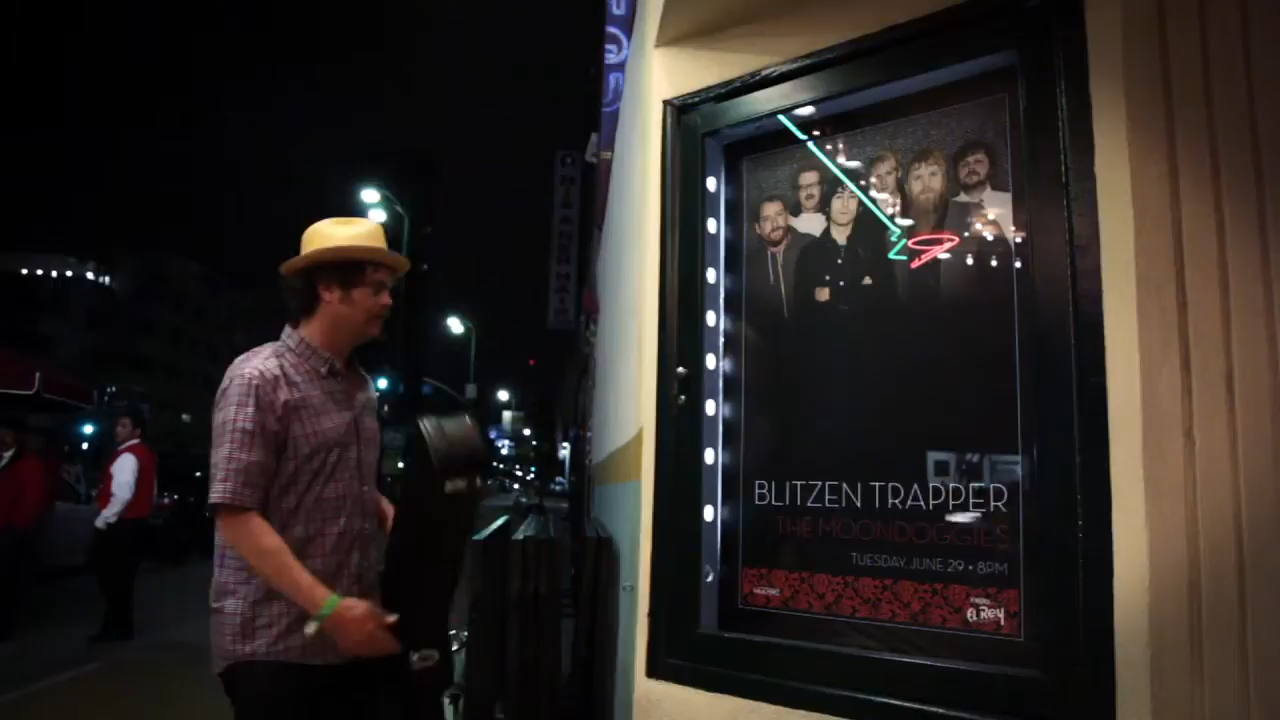 BLITZEN TRAPPER
THE MOONDOGGIES
TUESDAY, JUNE 29 • 8PM
EL REY